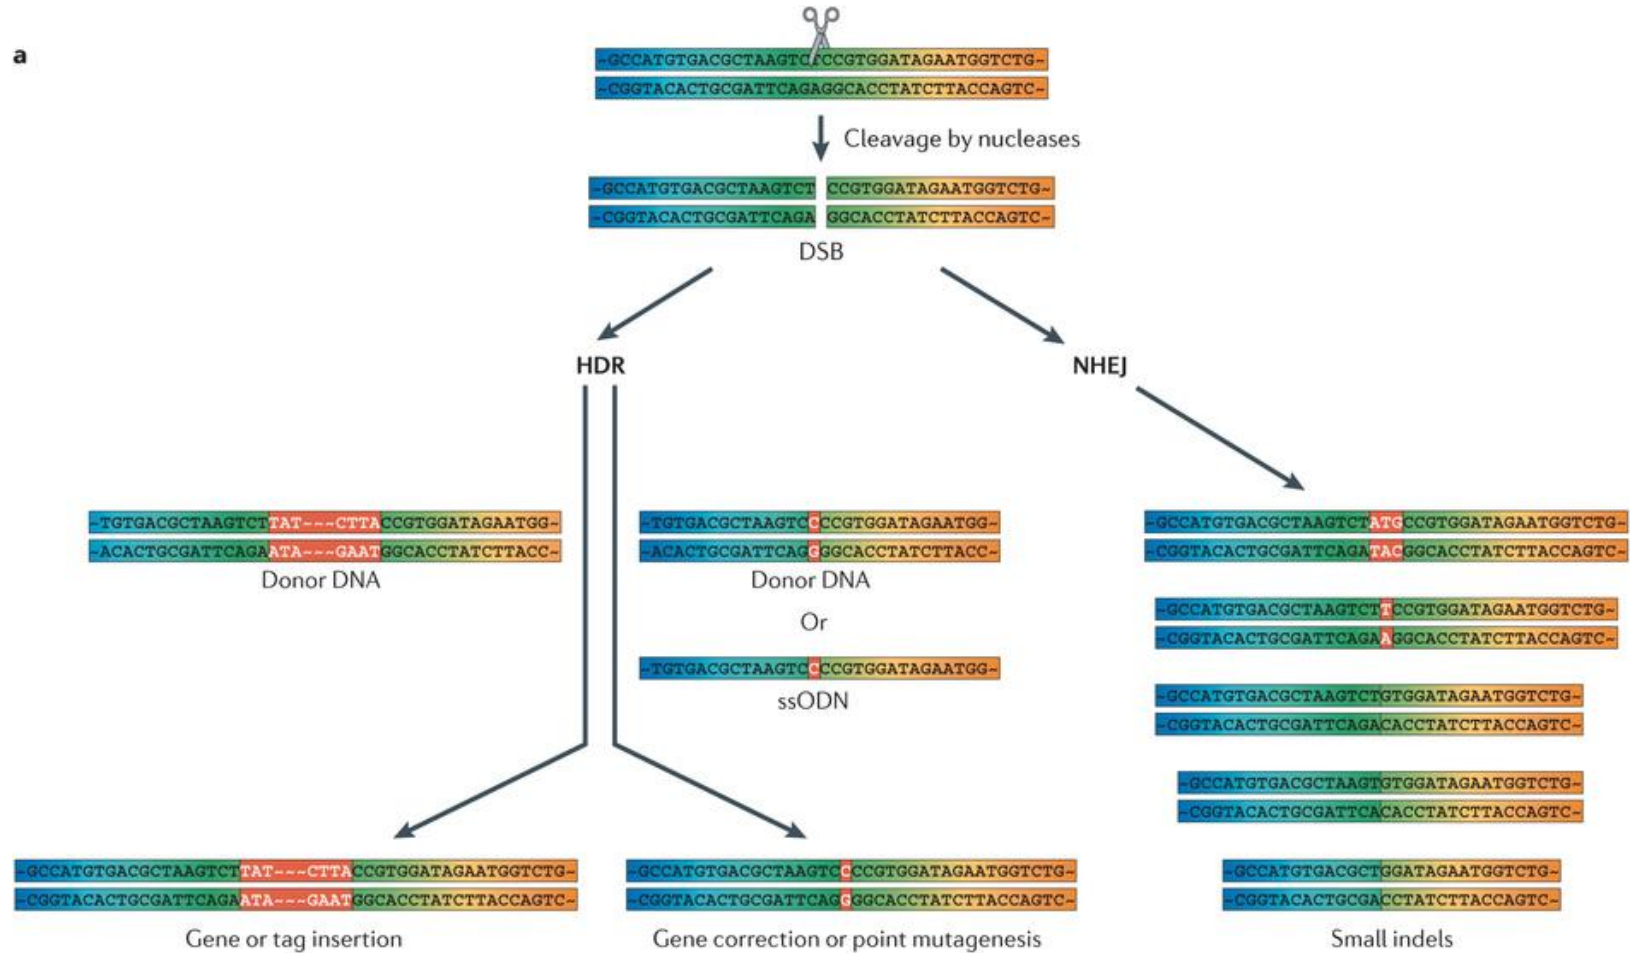 a
~GCCATGTGACGCTAAGTCTCCGTGGATAGAATGGTCTG~
~CGGTACACTGCGATTCAGAGGCACCTATCTTACCAGTC~
Cleavage by nucleases
~GCCATGTGACGCTAAGTCT CCGTGGATAGAATGGTCTG~
~CGGTACACTGCGATTCAGA GGCACCTATCTTACCAGTC~
DSB
HDR
NHEJ
~TGTGACGCTAAGTCTTAT~~~CTTACCGTGGATAGAATGG~
~ACACTGCGATTCAGAATA~~~GAATGGCACCTATCTTACC~
Donor DNA
~TGTGACGCTAAGTCCCCGTGGATAGAATGG~
~ACACTGCGATTCAGGGGCACCTATCTTACC~
Donor DNA
Or
~TGTGACGCTAAGTCCCCGTGGATAGAATGG~
ssODN
~GCCATGTGACGCTAAGTCTATGCCGTGGATAGAATGGTCTG~
~CGGTACACTGCGATTCAGATACGGCACCTATCTTACCAGTC~
~GCCATGTGACGCTAAGTCTTCCGTGGATAGAATGGTCTG~
~CGGTACACTGCGATTCAGAAGGCACCTATCTTACCAGTC~
~GCCATGTGACGCTAAGTCTGTGGATAGAATGGTCTG~
~CGGTACACTGCGATTCAGACACCTATCTTACCAGTC~
~GCCATGTGACGCTAAGTGTGGATAGAATGGTCTG~
~CGGTACACTGCGATTCACACCTATCTTACCAGTC~
~GCCATGTGACGCTGGATAGAATGGTCTG~
~CGGTACACTGCGACCTATCTTACCAGTC~
Small indels
~GCCATGTGACGCTAAGTCTTAT~~~CTTACCGTGGATAGAATGGTCTG~
~CGGTACACTGCGATTCAGAATA~~~GAATGGCACCTATCTTACCAGTC~
Gene or tag insertion
~GCCATGTGACGCTAAGTCCCCGTGGATAGAATGGTCTG~
~CGGTACACTGCGATTCAGGGGCACCTATCTTACCAGTC~
Gene correction or point mutagenesis